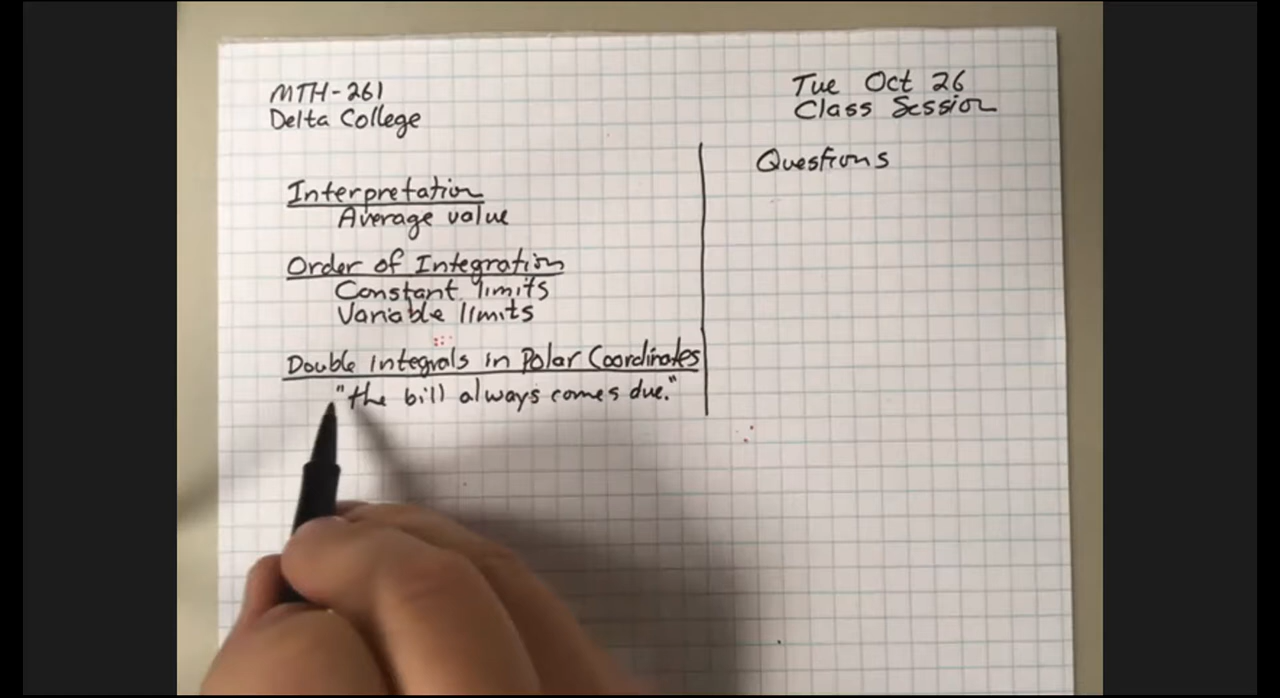 MTH-261
Delta College
Tue Oct 26
Class Session
Interpretation
Average value
Order of Integration
Constant limits
Variable limits
Double Integrals in Polar Coordinates
"the bill always comes due."
Questions